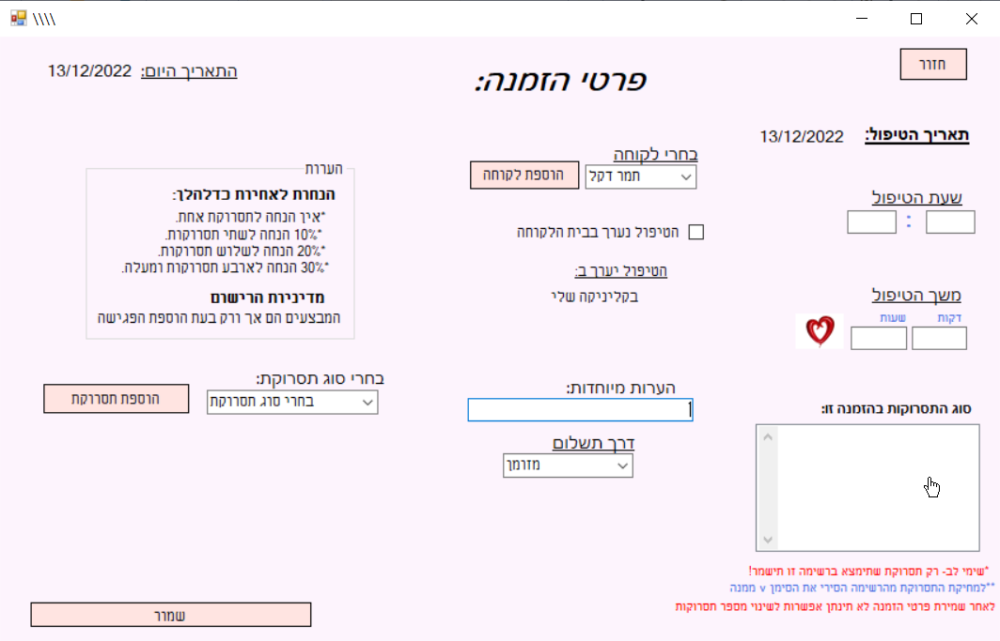 \\\\
חזור
פרטי הזמנה:
התאריך היום: 13/12/2022
תאריך הטיפול: 13/12/2022
שעת הטיפול
:
משך הטיפול
דקות
שעות
סוג התסרוקות בהזמנה זו:
*שימי לב- רק תסרוקת שתימצא ברשימה זו תישמר!
**למחיקת התסרוקת מהרשימה הסירי את הסימן v ממנה
לאחר שמירת פרטי הזמנה לא תינתן אפשרות לשינוי מספר תסרוקות
בחרי לקוחה
תמר דקל
הוספת לקוחה
הטיפול נערך בבית הלקוחה
הטיפול יערך ב:
בקליניקה שלי
הערות מיוחדות:
דרך תשלום
מזומן
הערות
הנחות לאחירת כדלהלך:
*איך הנחה לתסרוקת אחת.
*10% הנחה לשתי תסרוקות.
*20% הנחה לשלוש תסרוקות.
*30% הנחה לארבע תסרוקות ומעלה.
מדיניות הרישום
המבצעים הם אך ורק בעת הוספת הפגישה
בחרי סוג תסרוקת:
בחרי סוג תסרוקת
הוספת תסרוקת
שמור